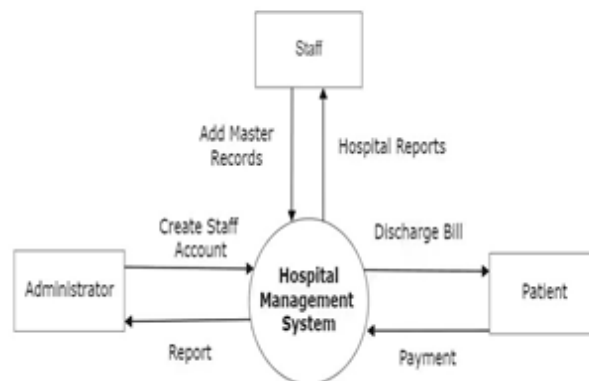 Staff
Add Master
Records
Hospital Reports
Create Staff
Account
Discharge Bill
Administrator
Hospital
Management
System
Patient
Report
Payment